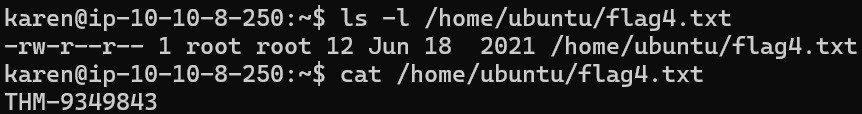 karen@ip-10-10-8-250:~$ ls -l /home/ubuntu/flag4.txt
-rw-r--r-- 1 root root 12 Jun 18  2021 /home/ubuntu/flag4.txt
karen@ip-10-10-8-250:~$ cat /home/ubuntu/flag4.txt
THM-9349843